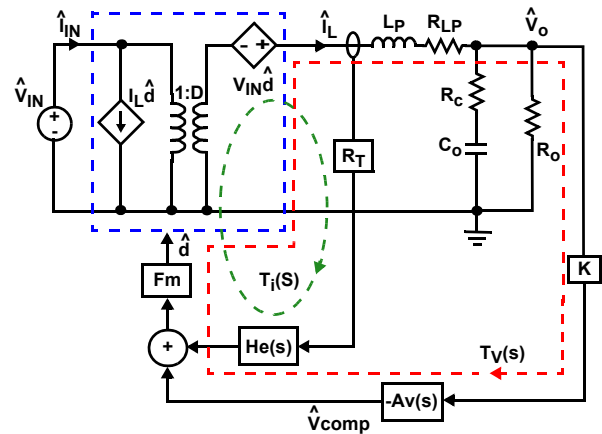 Î_IN
Î_L
L_P
R_LP
V̂_o
V̂_IN
+
-
I_L d̂
1:D
- +
V_IN d̂
R_c
C_o
R_o
R_T
d̂
Fm
T_i(S)
K
+
He(s)
T_V(s)
V̂comp
-Av(s)